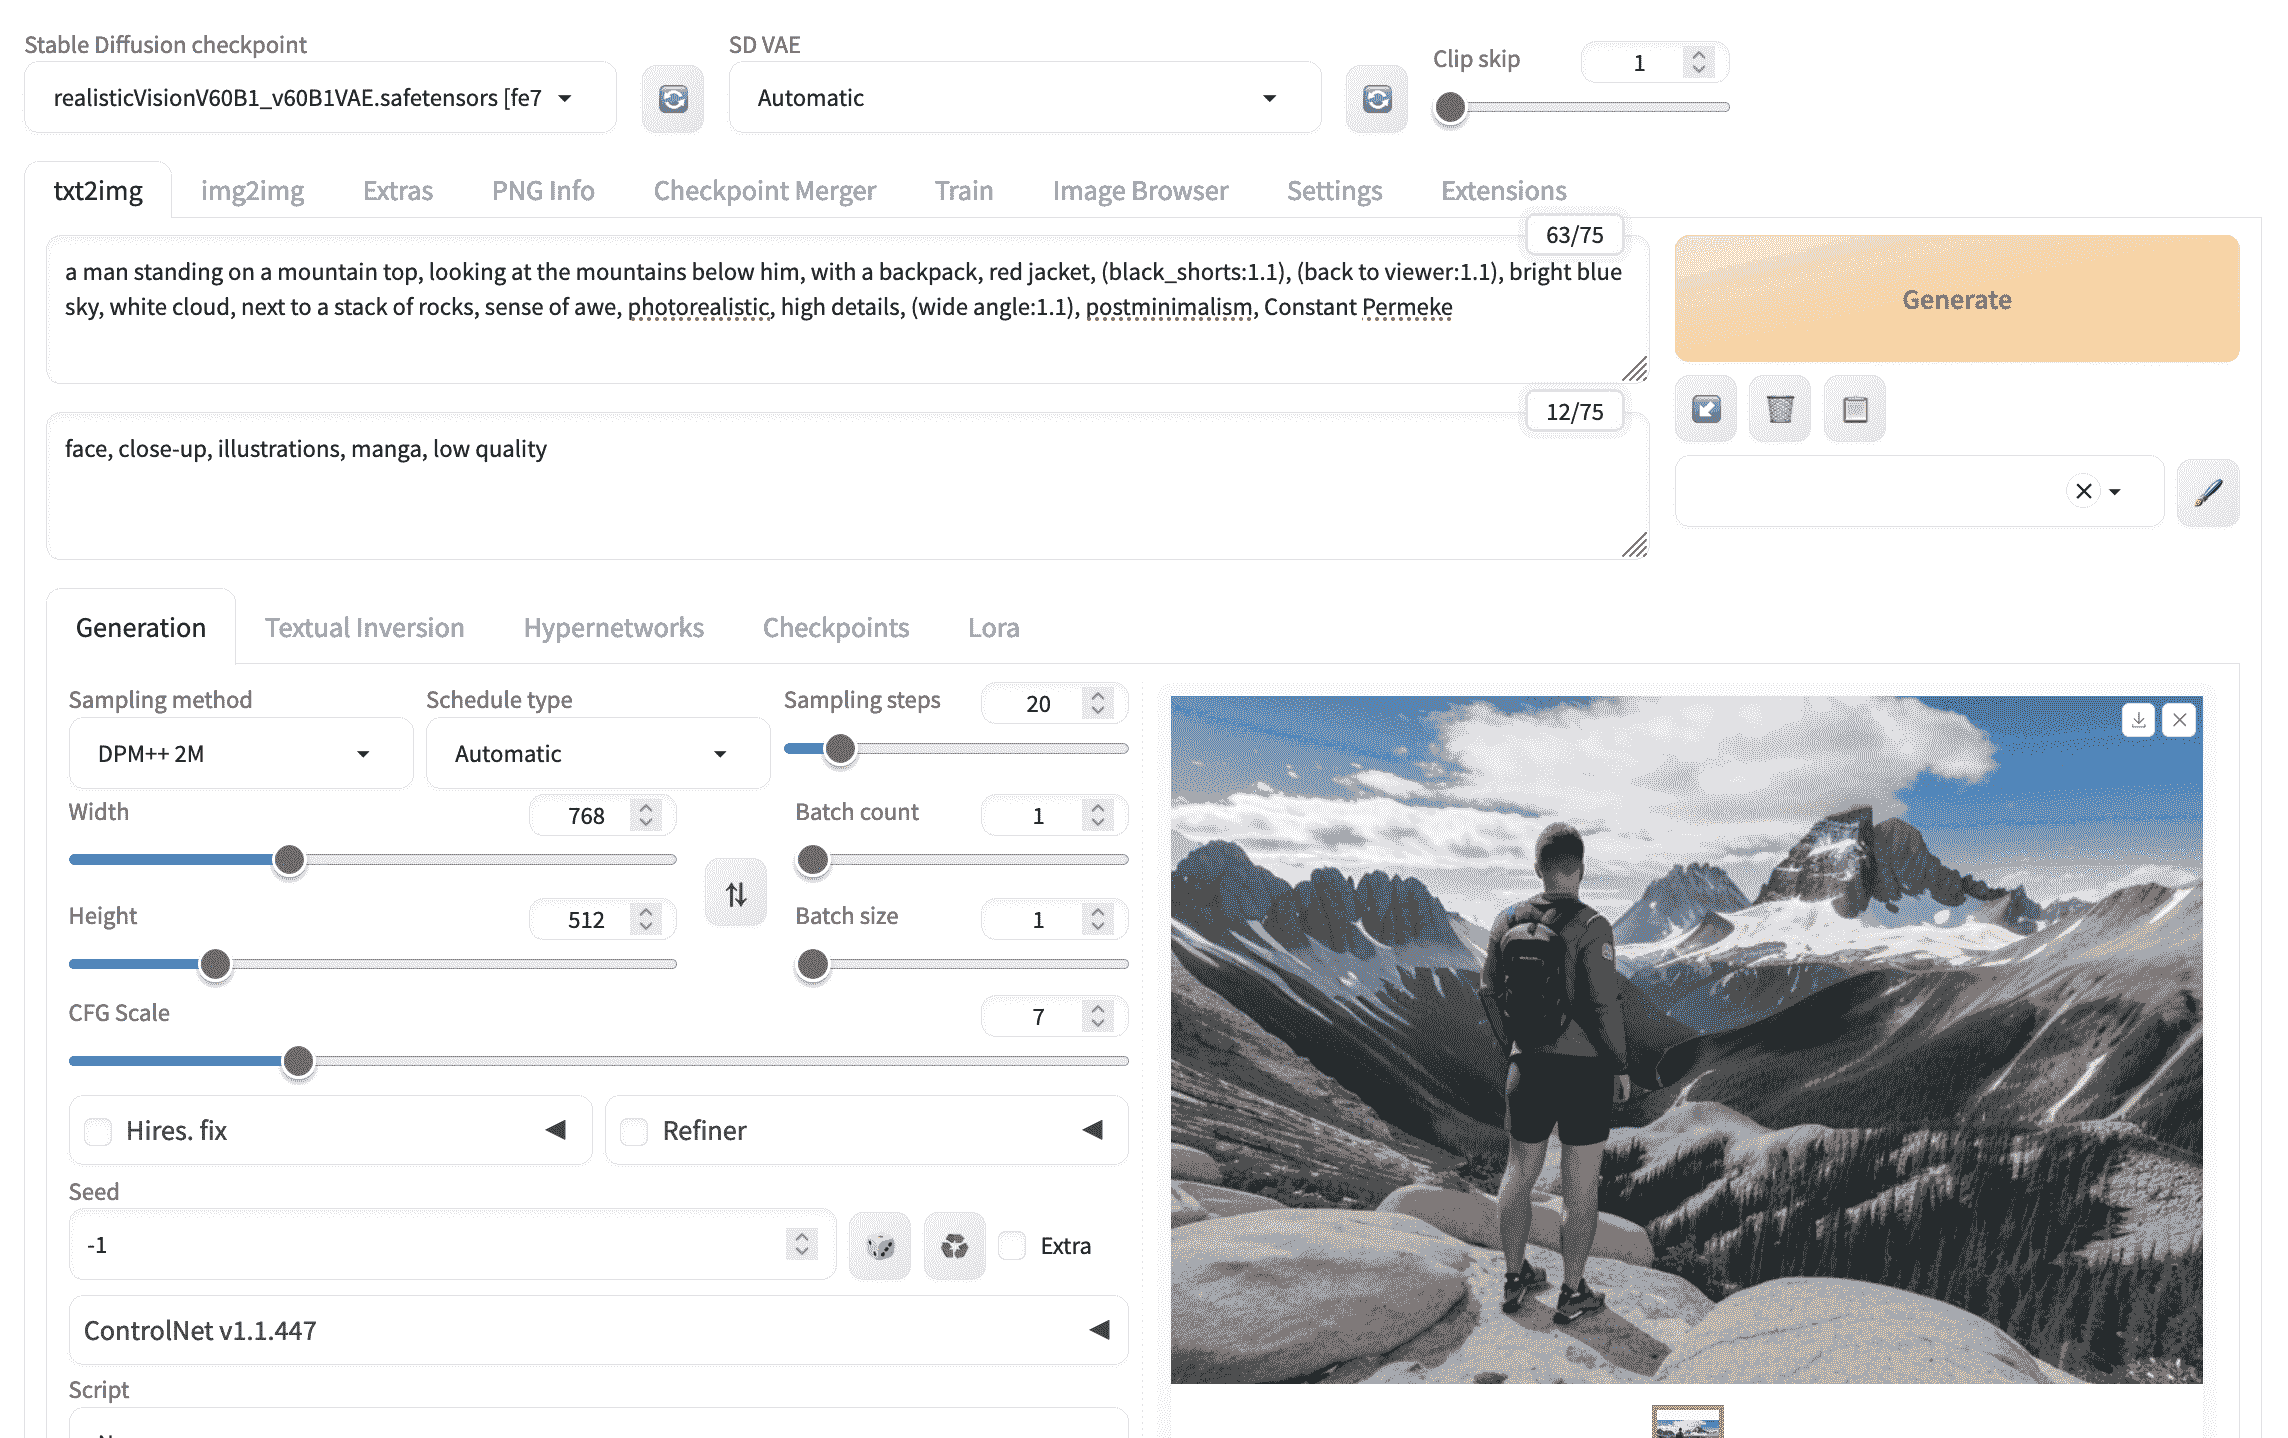 Stable Diffusion checkpoint
SD VAE
Clip skip
1
realisticVisionV60B1_v60B1VAE.safetensors [fe7
Automatic
txt2img
img2img
Extras
PNG Info
Checkpoint Merger
Train
Image Browser
Settings
Extensions
63/75
a man standing on a mountain top, looking at the mountains below him, with a backpack, red jacket, (black_shorts:1.1), (back to viewer:1.1), bright blue
sky, white cloud, next to a stack of rocks, sense of awe, photorealistic, high details, (wide angle:1.1), postminimalism, Constant Permeke
Generate
12/75
face, close-up, illustrations, manga, low quality
Generation
Textual Inversion
Hypernetworks
Checkpoints
Lora
Sampling method
Schedule type
Sampling steps
20
DPM++ 2M
Automatic
Width
768
Batch count
1
Height
512
Batch size
1
CFG Scale
7
Hires. fix
Refiner
Seed
-1
Extra
ControlNet v1.1.447
Script